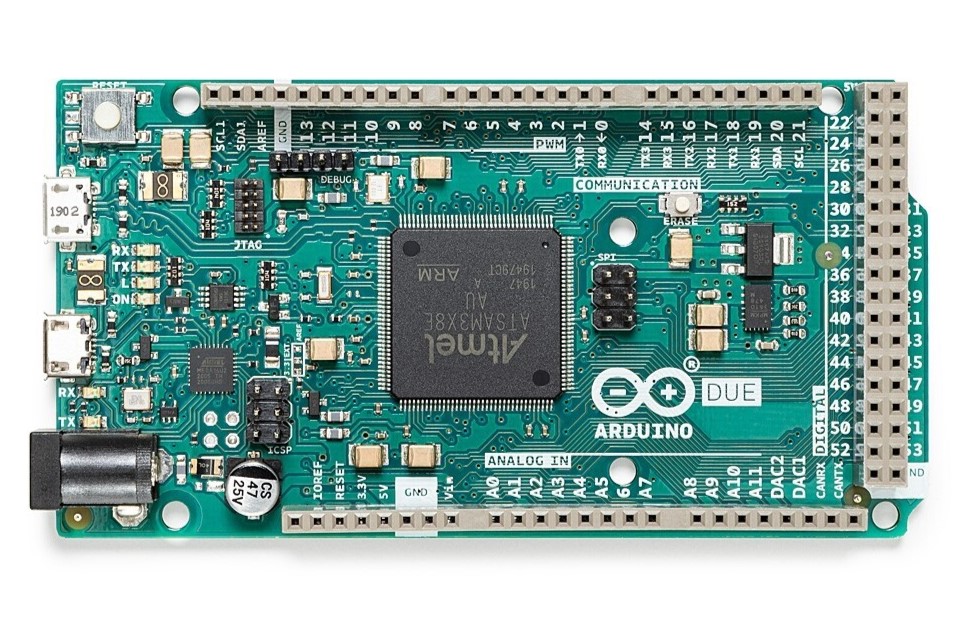 RESET
SCL1
SDA1
AREF
GND
13
12
11
10
9
8
7
6
5
4
3
2
TX0→1
RX0←0
TX3 14
RX3 15
TX2 16
RX2 17
TX1 18
RX1 19
SDA 20
SCL 21
PWM
DEBUG
COMMUNICATION
22
24
26
28
30
32
4
36
38
40
42
44
46
48
50
52
1902
JTAG
ERASE
SPI
RX
TX
L
ON
RX
TX
ARM
19479CT
1947 A
AU
ATSAM3X8E
Atmel
®
DUE
ARDUINO
DIGITAL
ICSP
CS
47
25V
ANALOG IN
IOREF
RESET
3.3V
5V
GND
Vin
A0
A1
A2
A3
A4
A5
6
A7
A8
A9
A10
A11
DAC2
DAC1
CANRX
CANTX
ND